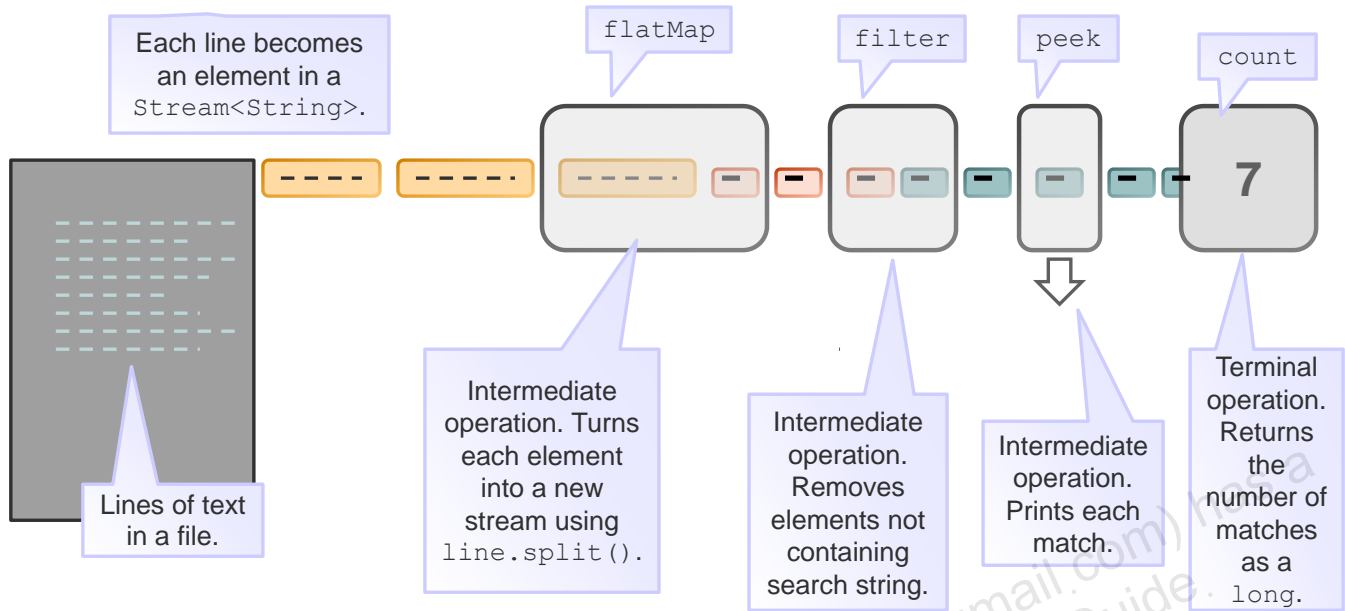 Each line becomes
an element in a
Stream<String>.
flatMap
filter
peek
count
7
Lines of text
in a file.
Intermediate
operation. Turns
each element
into a new
stream using
line.split().
Intermediate
operation.
Removes
elements not
containing
search string.
Intermediate
operation.
Prints each
match.
Terminal
operation.
Returns
the
number of
matches
as a
long.
com) has a